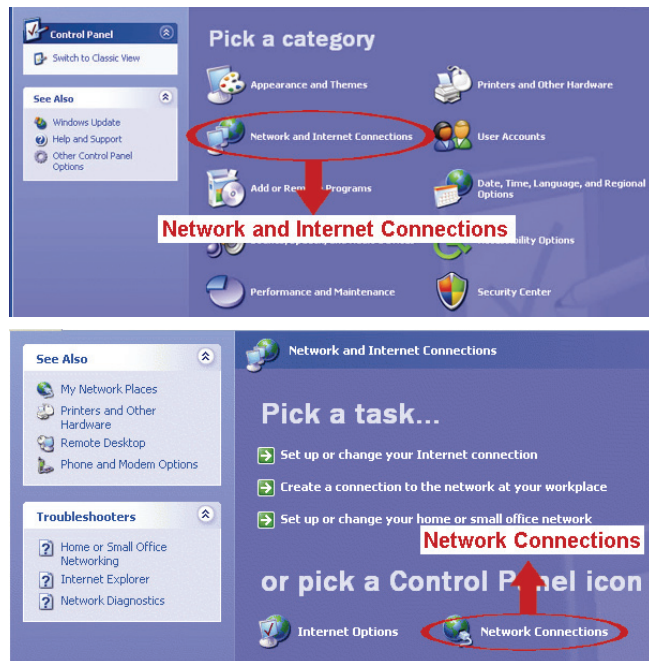 Control Panel
Switch to Classic View
See Also
Windows Update
Help and Support
Other Control Panel
Options
Pick a category
Appearance and Themes
Printers and Other Hardware
Network and Internet Connections
User Accounts
Add or Remove Programs
Date, Time, Language, and Regional
Options
Network and Internet Connections
Options
Performance and Maintenance
Security Center
See Also
My Network Places
Printers and Other
Hardware
Remote Desktop
Phone and Modem Options
Troubleshooters
Home or Small Office
Networking
Internet Explorer
Network Diagnostics
Network and Internet Connections
Pick a task...
Set up or change your Internet connection
Create a connection to the network at your workplace
Set up or change your home or small office network
Network Connections
or pick a Control Panel icon
Internet Options
Network Connections